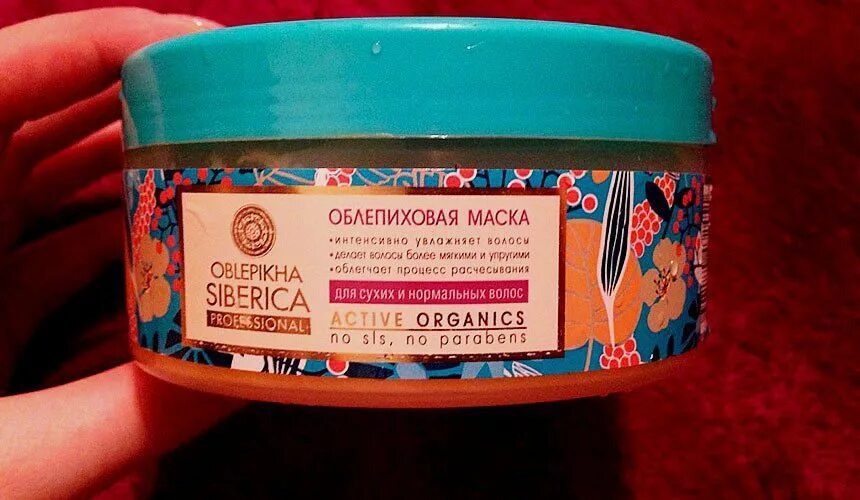 OBLEPIKHA
SIBERICA
PROFESSIONAL
ОБЛЕПИХОВАЯ МАСКА
•интенсивно увлажняет волосы
•делает волосы более мягкими и упругими
•облегчает процесс расчесывания
для сухих и нормальных волос
ACTIVE ORGANICS
no sls, no parabens